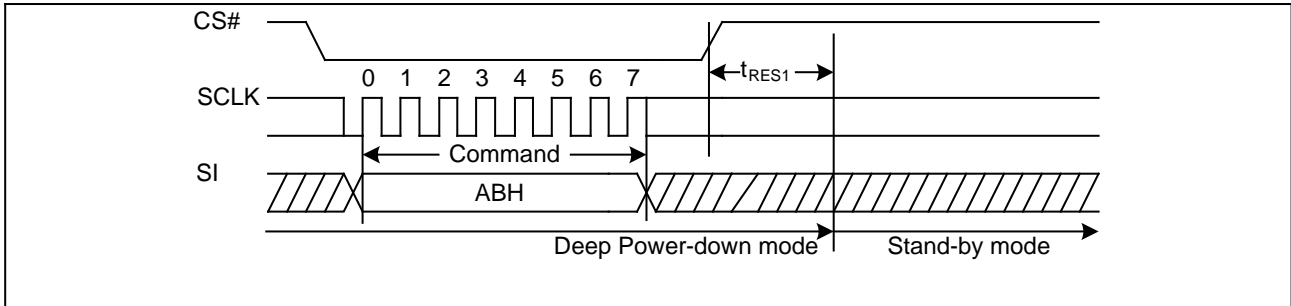 CS#
tRES1
0 1 2 3 4 5 6 7
SCLK
Command
SI
ABH
Deep Power-down mode Stand-by mode